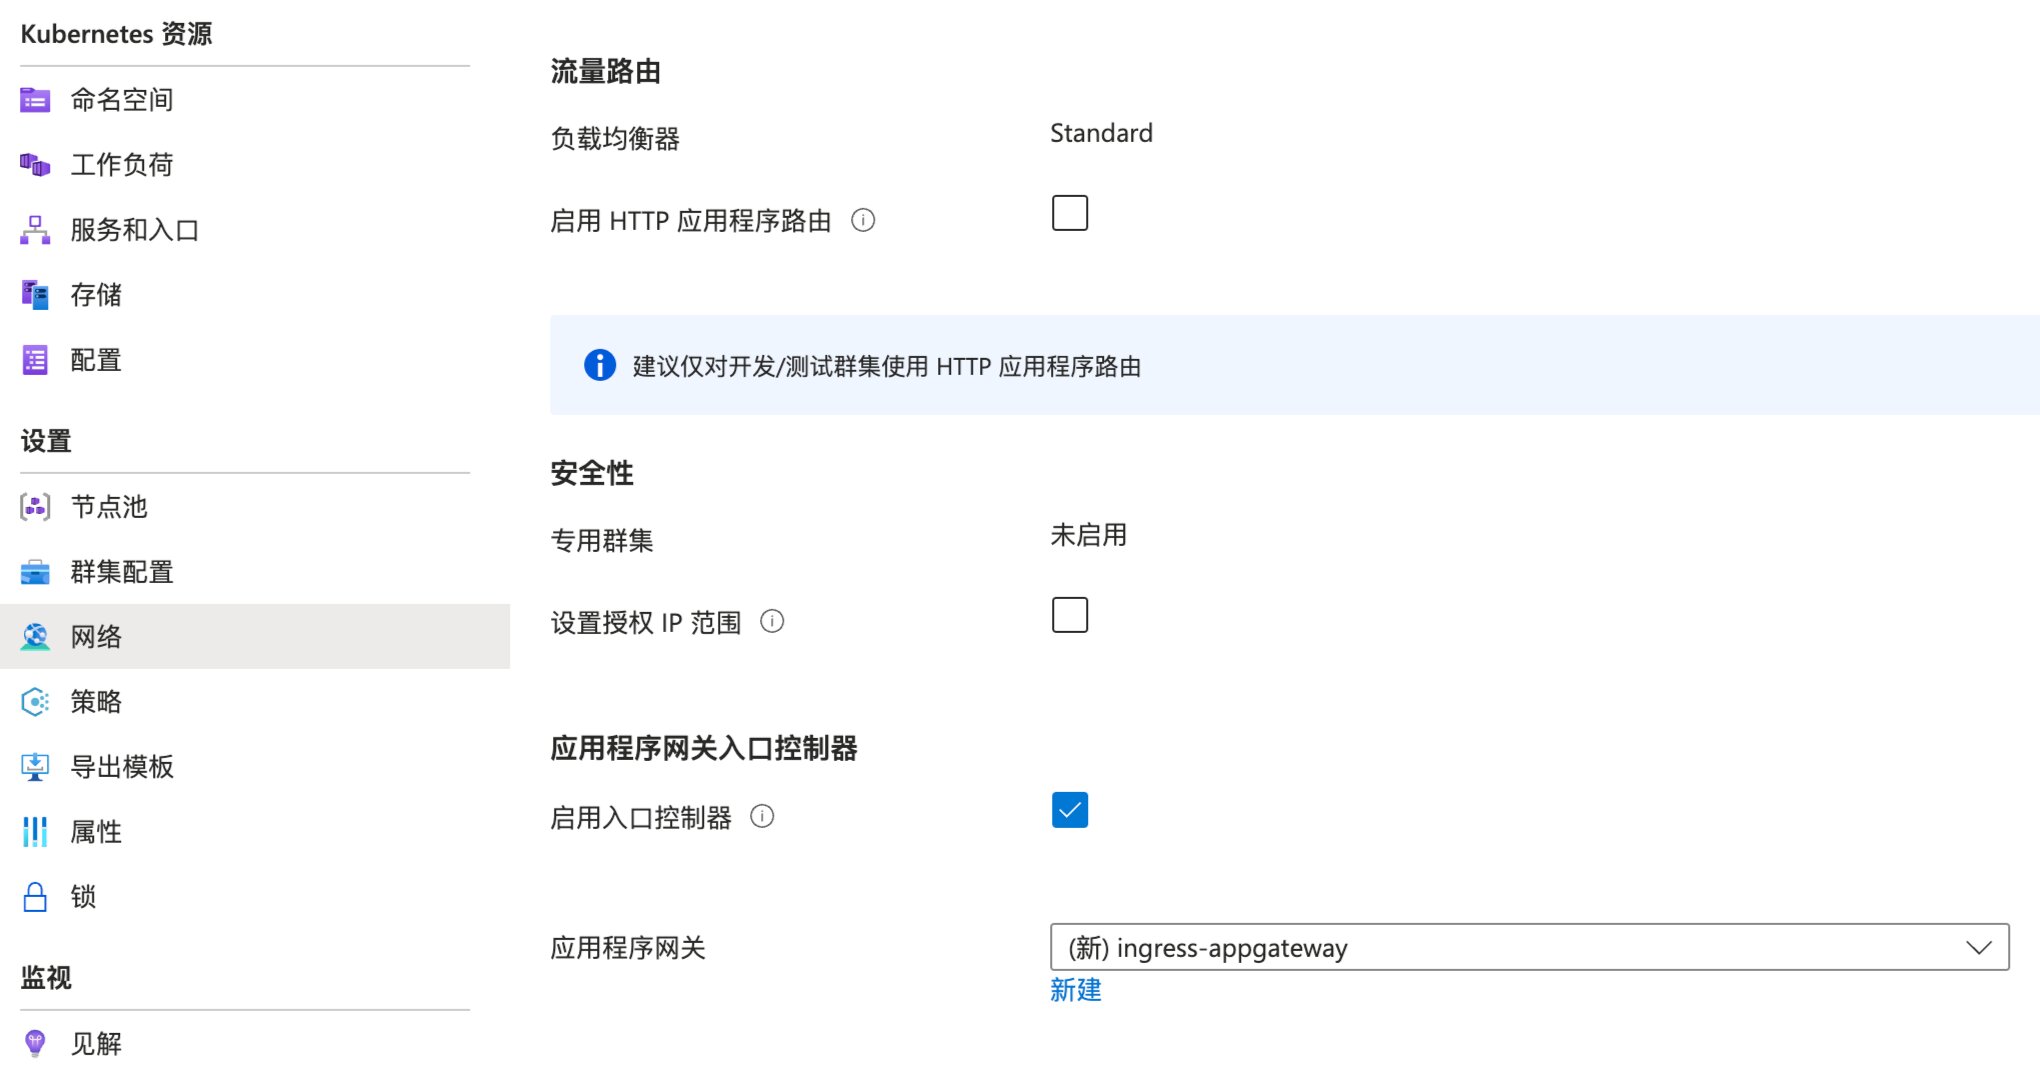 Kubernetes 资源
命名空间
工作负荷
服务和入口
存储
配置
设置
节点池
群集配置
网络
策略
导出模板
属性
锁
监视
见解
流量路由
负载均衡器
Standard
启用 HTTP 应用程序路由
建议仅对开发/测试群集使用 HTTP 应用程序路由
安全性
专用群集
未启用
设置授权 IP 范围
应用程序网关入口控制器
启用入口控制器
应用程序网关
(新) ingress-appgateway
新建